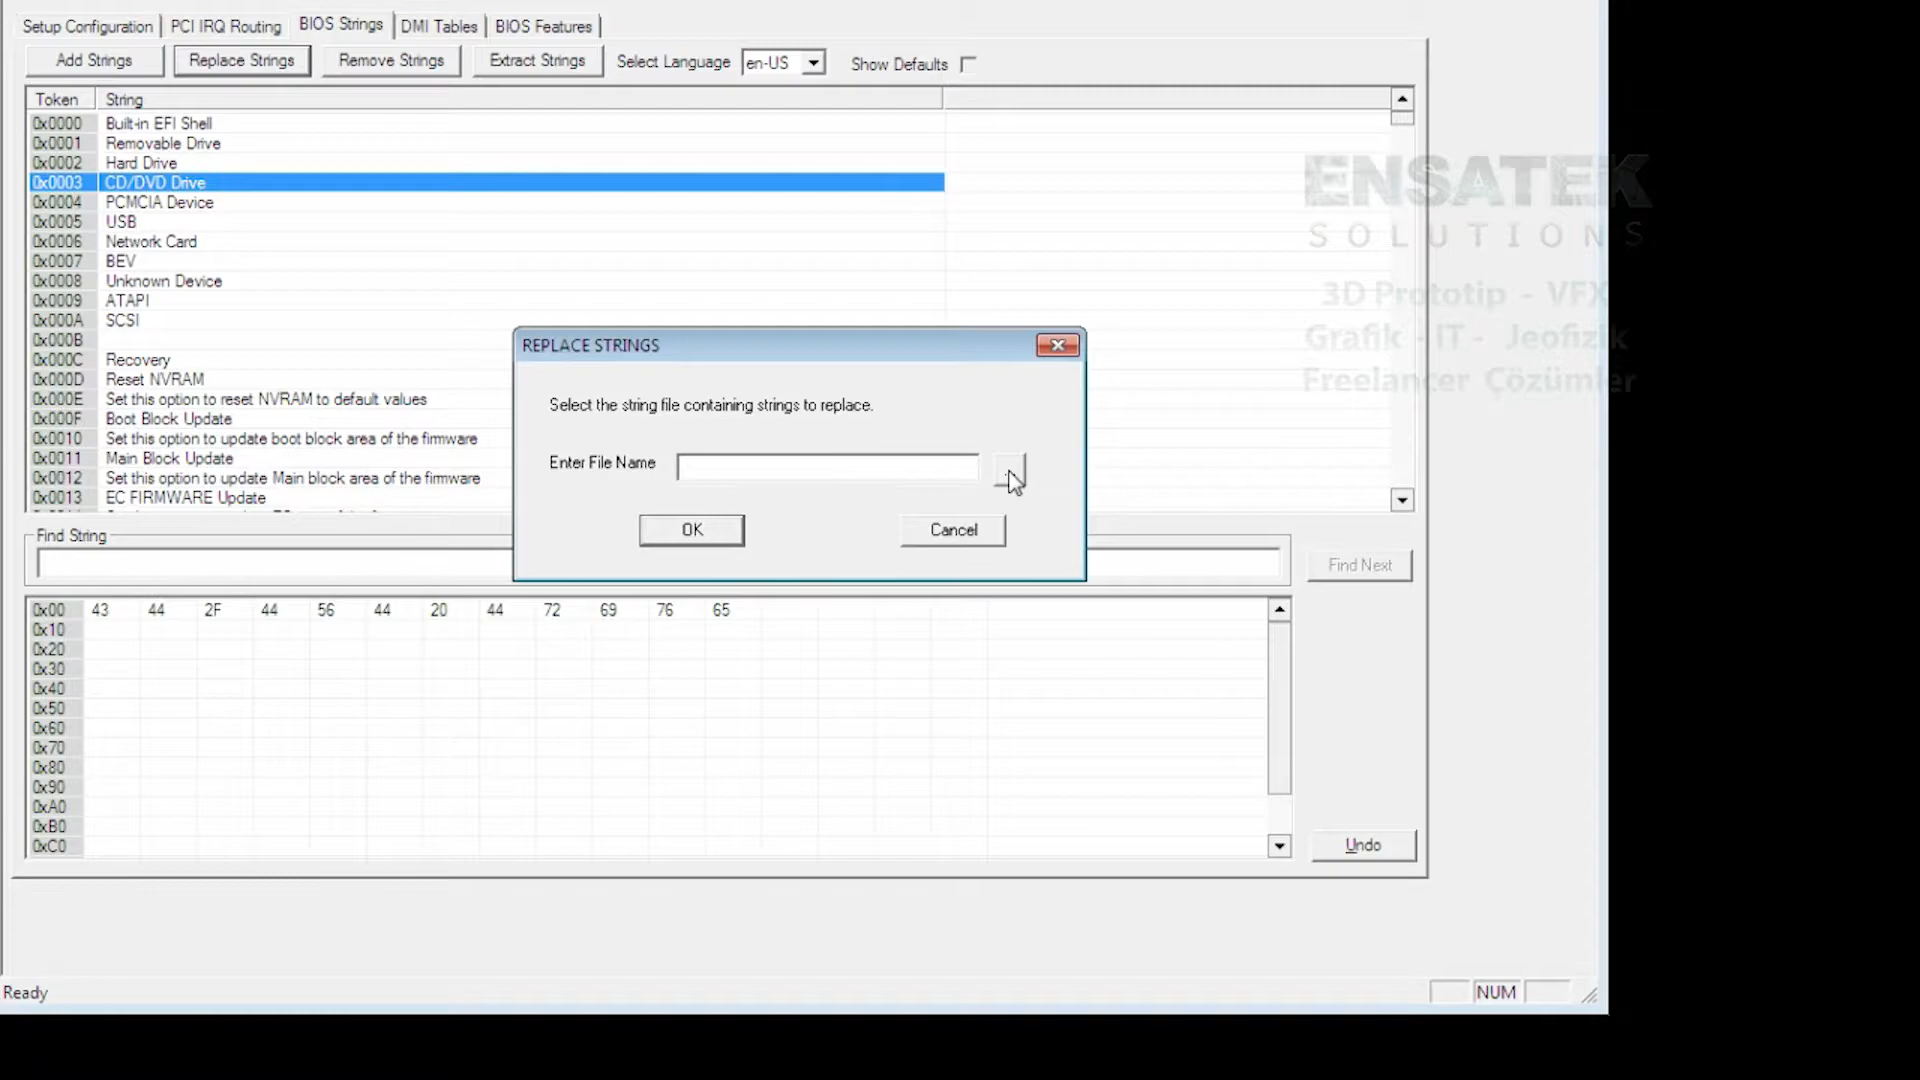 Setup Configuration PCI IRQ Routing BIOS Strings DMI Tables BIOS Features
Add Strings Replace Strings Remove Strings Extract Strings Select Language en-US Show Defaults
Token String
0x0000 Built-in EFI Shell
0x0001 Removable Drive
0x0002 Hard Drive
0x0003 CD/DVD Drive
0x0004 PCMCIA Device
0x0005 USB
0x0006 Network Card
0x0007 BEV
0x0008 Unknown Device
0x0009 ATAPI
0x000A SCSI
0x000B
0x000C Recovery
0x000D Reset NVRAM
0x000E Set this option to reset NVRAM to default values
0x000F Boot Block Update
0x0010 Set this option to update boot block area of the firmware
0x0011 Main Block Update
0x0012 Set this option to update Main block area of the firmware
0x0013 EC FIRMWARE Update
ENSATEK
SOLUTIONS
3D Prototip - VFX
Grafik - IT - Jeofizik
Freelancer Çözümler
REPLACE STRINGS
Select the string file containing strings to replace.
Enter File Name
OK Cancel
Find String
Find Next
0x00 43 44 2F 44 56 44 20 44 72 69 76 65
0x10
0x20
0x30
0x40
0x50
0x60
0x70
0x80
0x90
0xA0
0xB0
0xC0
Undo
Ready NUM